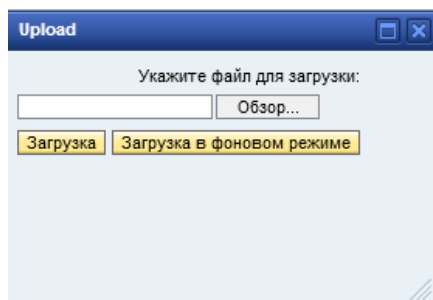 Upload
Укажите файл для загрузки:
Обзор...
Загрузка Загрузка в фоновом режиме